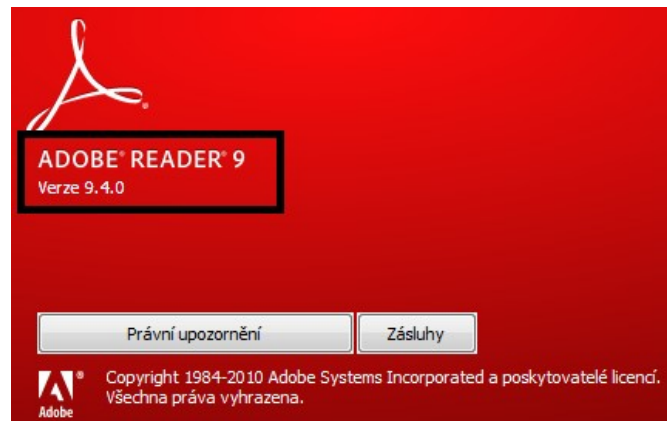 ADOBE® READER® 9
Verze 9.4.0
Právní upozornění
Zásluhy
Adobe
Copyright 1984-2010 Adobe Systems Incorporated a poskytovatelé licencí.
Všechna práva vyhrazena.